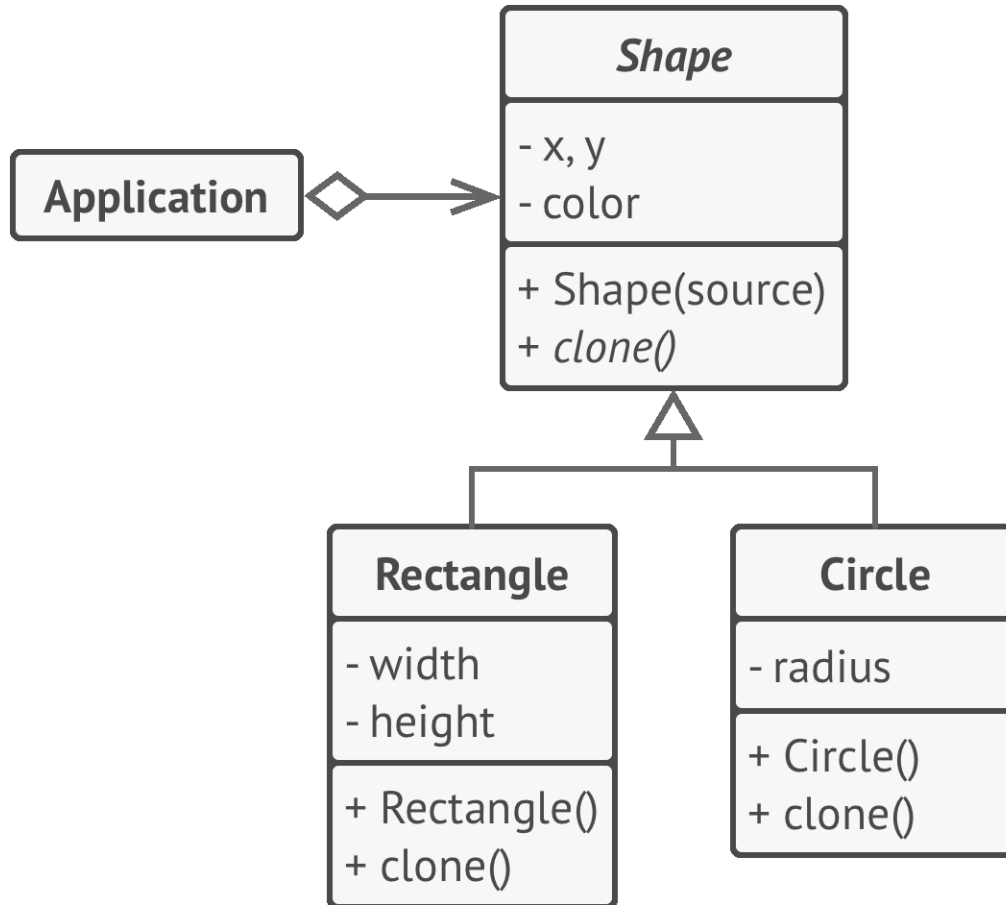 Shape
- x, y
- color
+ Shape(source)
+ clone()
Application
Rectangle
- width
- height
+ Rectangle()
+ clone()
Circle
- radius
+ Circle()
+ clone()